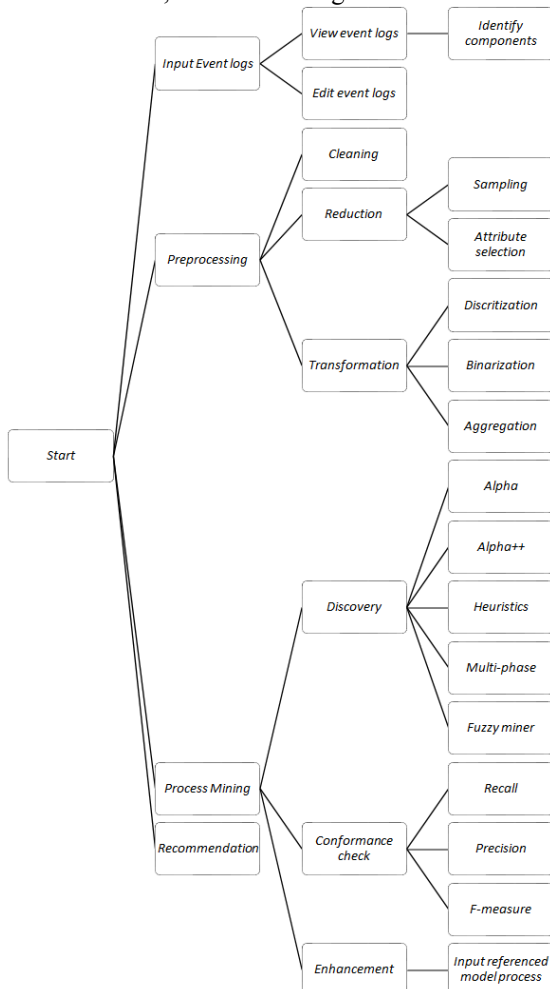 View event logs
Identify
components
Input Event logs
Edit event logs
Cleaning
Sampling
Reduction
Attribute
selection
Preprocessing
Discritization
Transformation
Binarization
Aggregation
Start
Alpha
Alpha++
Discovery
Heuristics
Multi-phase
Fuzzy miner
Process Mining
Recall
Recommendation
Conformance
check
Precision
F-measure
Enhancement
Input referenced
model process